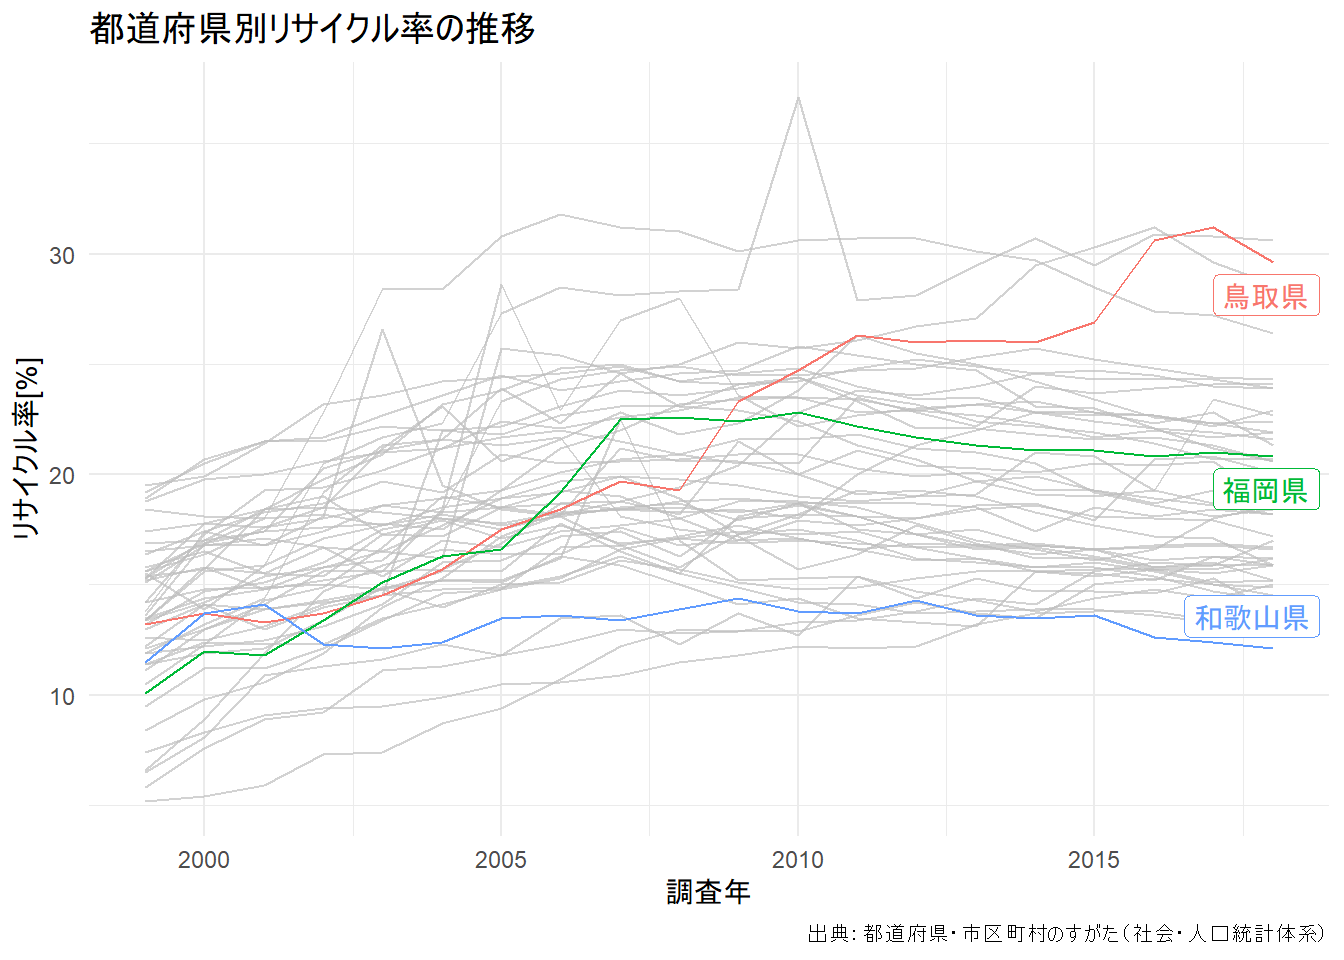 都道府県別リサイクル率の推移
リサイクル率[%]
30
20
10
鳥取県
福岡県
和歌山県
2000 2005 2010 2015
調査年
出典: 都道府県・市区町村のすがた（社会・人口統計体系）